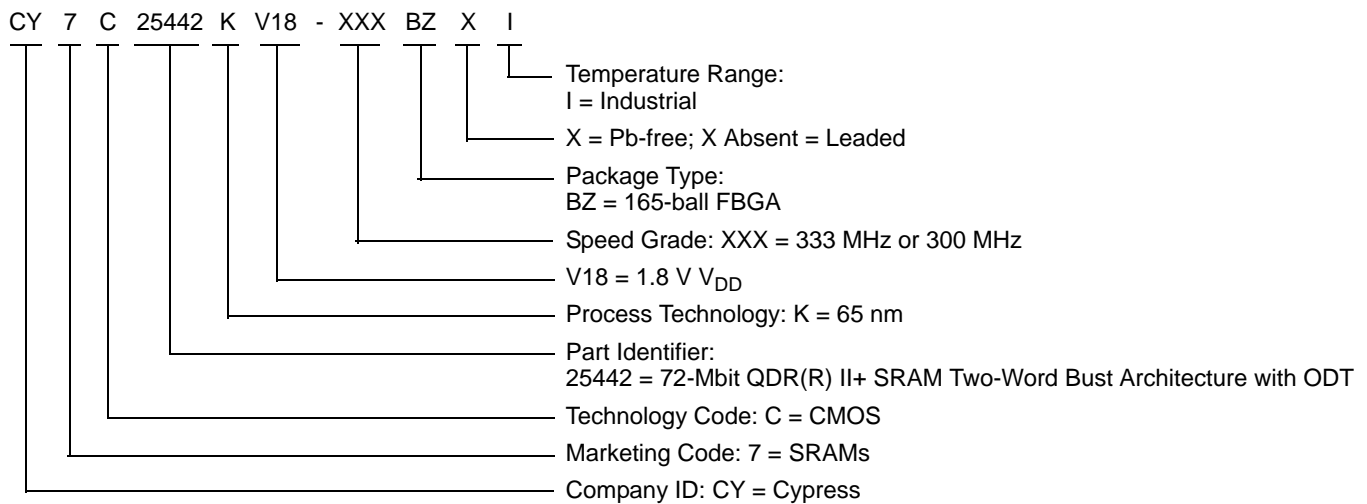 CY 7 C 25442 K V18 - XXX BZ X I
Temperature Range:
I = Industrial
X = Pb-free; X Absent = Leaded
Package Type:
BZ = 165-ball FBGA
Speed Grade: XXX = 333 MHz or 300 MHz
V18 = 1.8 V VDD
Process Technology: K = 65 nm
Part Identifier:
25442 = 72-Mbit QDR(R) II+ SRAM Two-Word Bust Architecture with ODT
Technology Code: C = CMOS
Marketing Code: 7 = SRAMs
Company ID: CY = Cypress